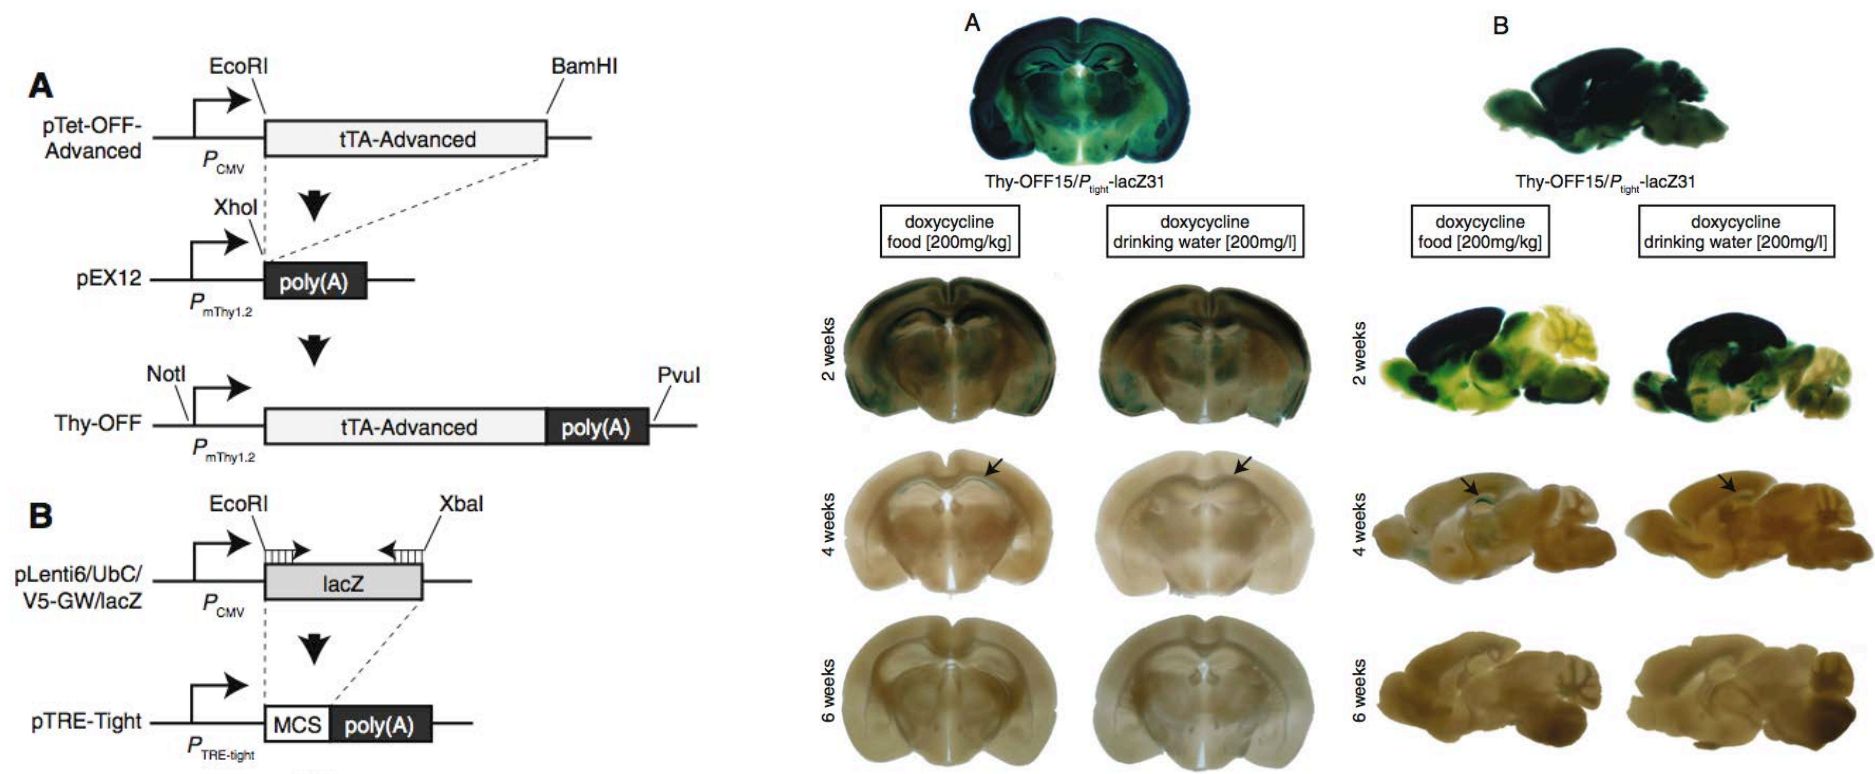 A
EcoRI
BamHI
pTet-OFF-
Advanced
tTA-Advanced
PCMV
XhoI
pEX12
poly(A)
PmThy1.2
NotI
PvuI
Thy-OFF
tTA-Advanced
poly(A)
PmThy1.2
B
EcoRI
XbaI
pLenti6/UbC/
V5-GW/lacZ
lacZ
PCMV
pTRE-Tight
MCS
poly(A)
PTRE-tight
A
Thy-OFF15/Ptight-lacZ31
doxycycline
food [200mg/kg]
doxycycline
drinking water [200mg/l]
2 weeks
4 weeks
6 weeks
B
Thy-OFF15/Ptight-lacZ31
doxycycline
food [200mg/kg]
doxycycline
drinking water [200mg/l]
2 weeks
4 weeks
6 weeks